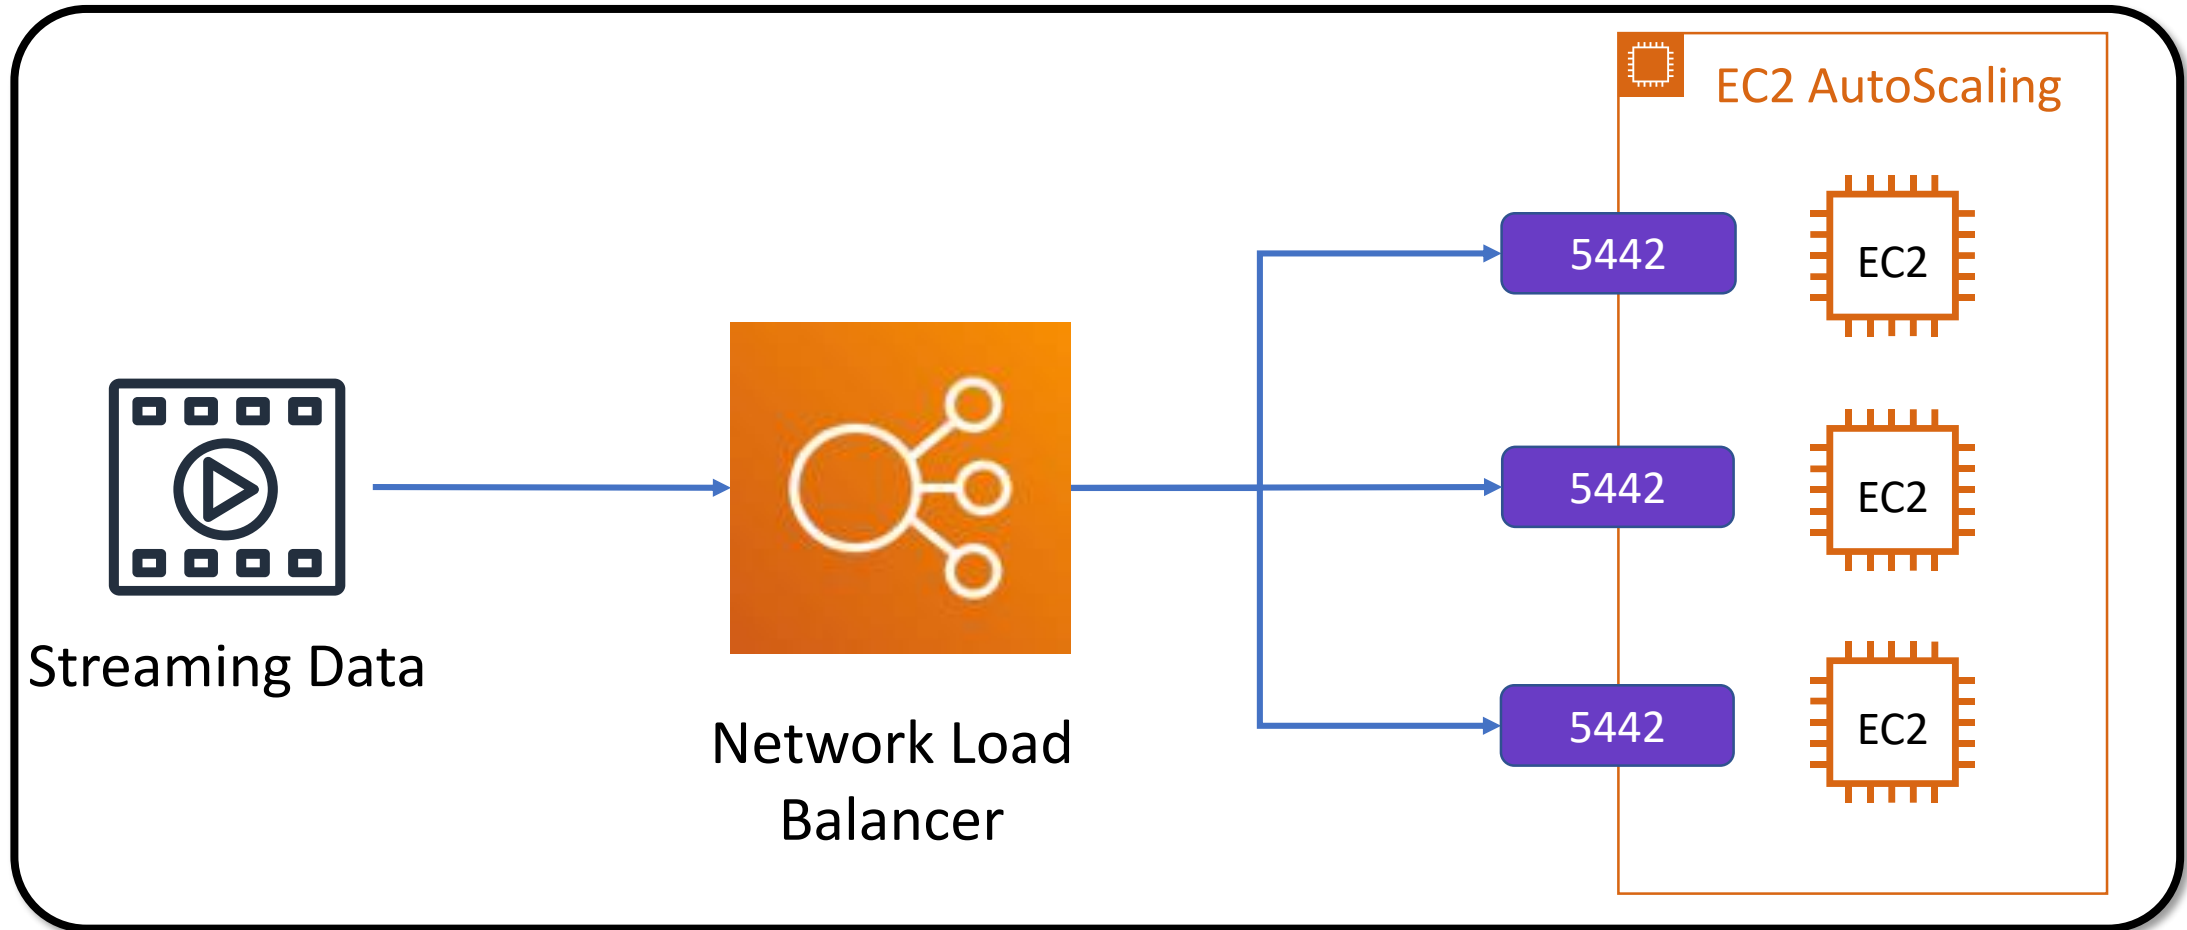 EC2 AutoScaling
5442
EC2
5442
EC2
Streaming Data
5442
EC2
Network Load
Balancer